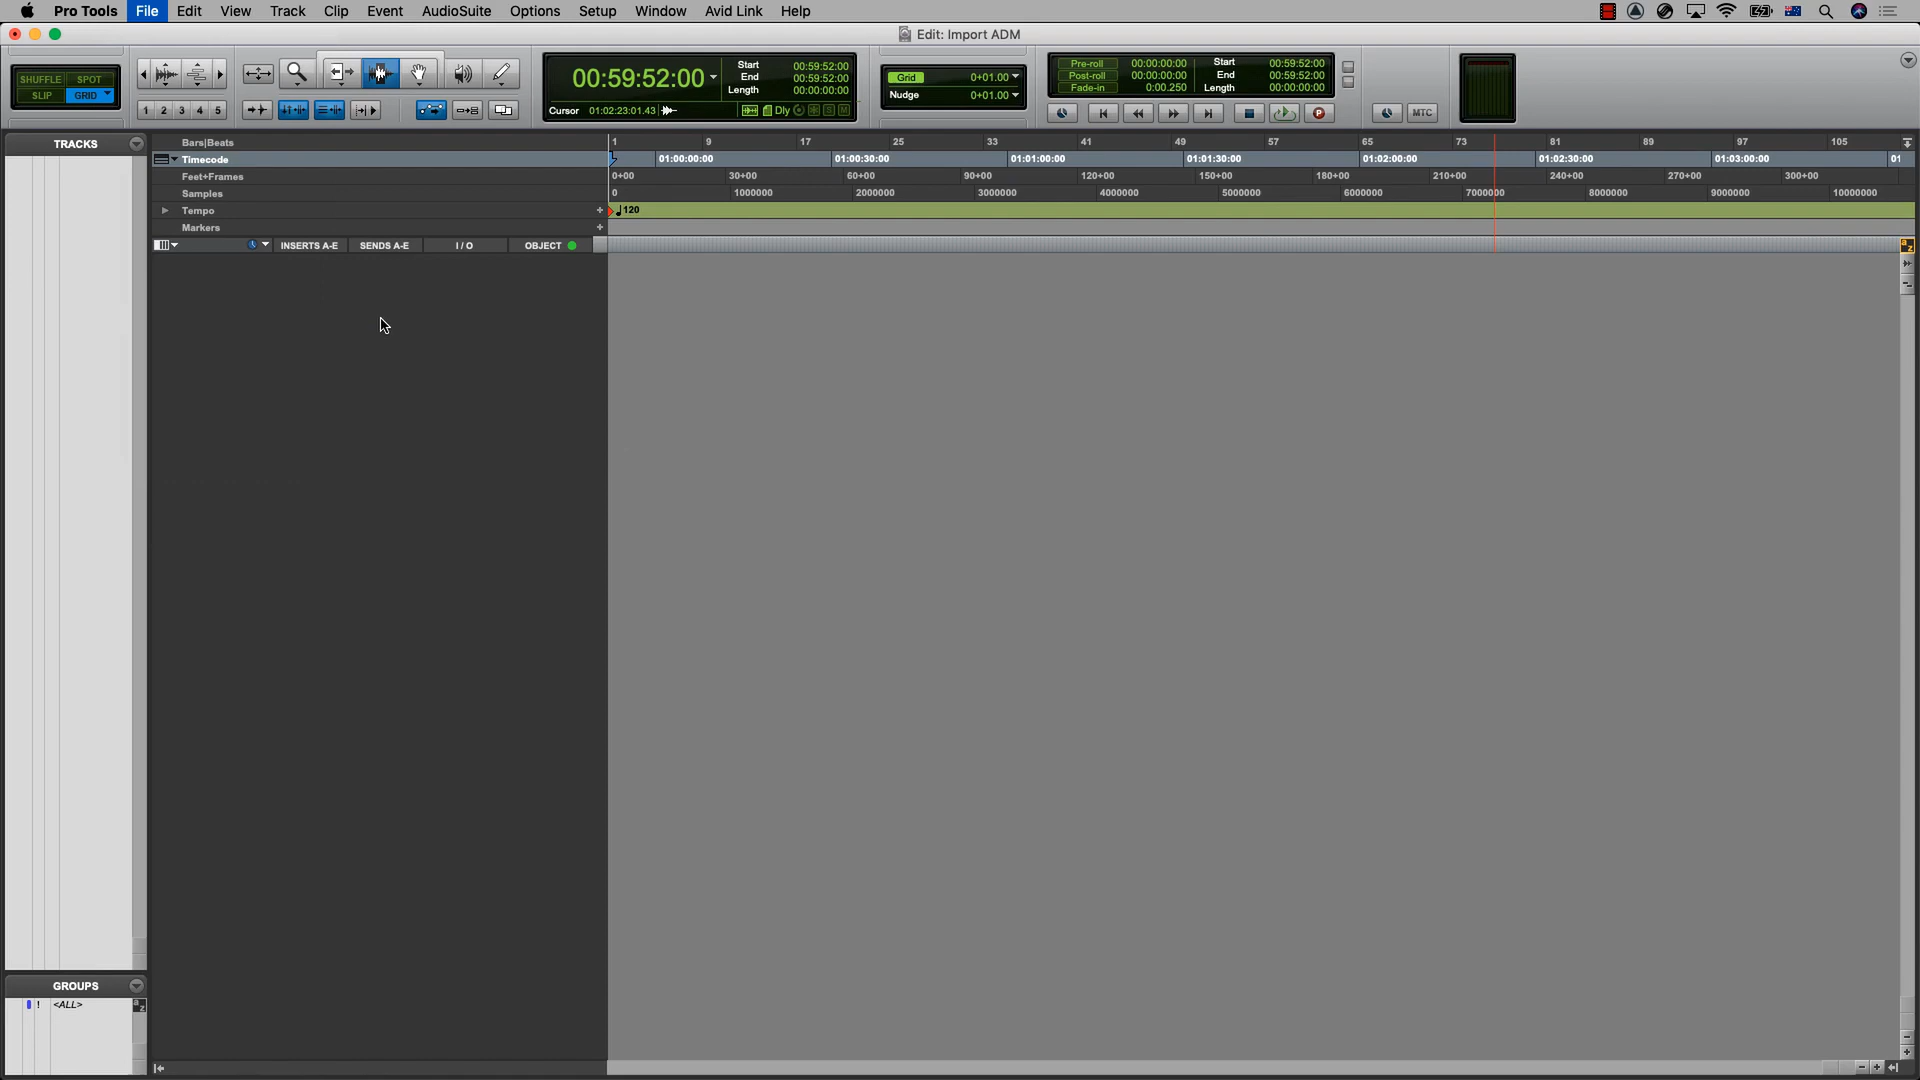 Pro Tools File Edit View Track Clip Event AudioSuite Options Setup Window Avid Link Help
Edit: Import ADM
SHUFFLE SPOT
SLIP GRID
1 2 3 4 5
00:59:52:00
Start 00:59:52:00
End 00:59:52:00
Length 00:00:00:00
Cursor 01:02:23:01.43 Dly S M
Grid 0+01.00
Nudge 0+01.00
Pre-roll 00:00:00:00 Start 00:59:52:00
Post-roll 00:00:00:00 End 00:59:52:00
Fade-in 0:00.250 Length 00:00:00:00
P MTC
TRACKS
Bars|Beats 1 9 17 25 33 41 49 57 65 73 81 89 97 105
Timecode 01:00:00:00 01:00:30:00 01:01:00:00 01:01:30:00 01:02:00:00 01:02:30:00 01:03:00:00 01
Feet+Frames 0+00 30+00 60+00 90+00 120+00 150+00 180+00 210+00 240+00 270+00 300+00
Samples 0 1000000 2000000 3000000 4000000 5000000 6000000 7000000 8000000 9000000 10000000
Tempo + 120
Markers +
INSERTS A-E SENDS A-E I / O OBJECT a z
GROUPS
! <ALL> a z